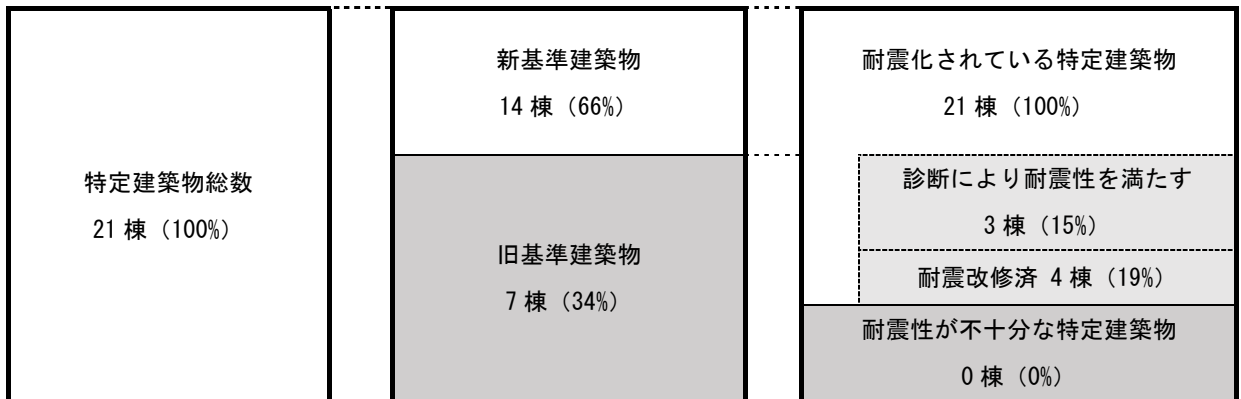 特定建築物総数
21 棟（100%）
新基準建築物
14 棟（66%）
旧基準建築物
7 棟（34%）
耐震化されている特定建築物
21 棟（100%）
診断により耐震性を満たす
3 棟（15%）
耐震改修済 4 棟（19%）
耐震性が不十分な特定建築物
0 棟（0%）